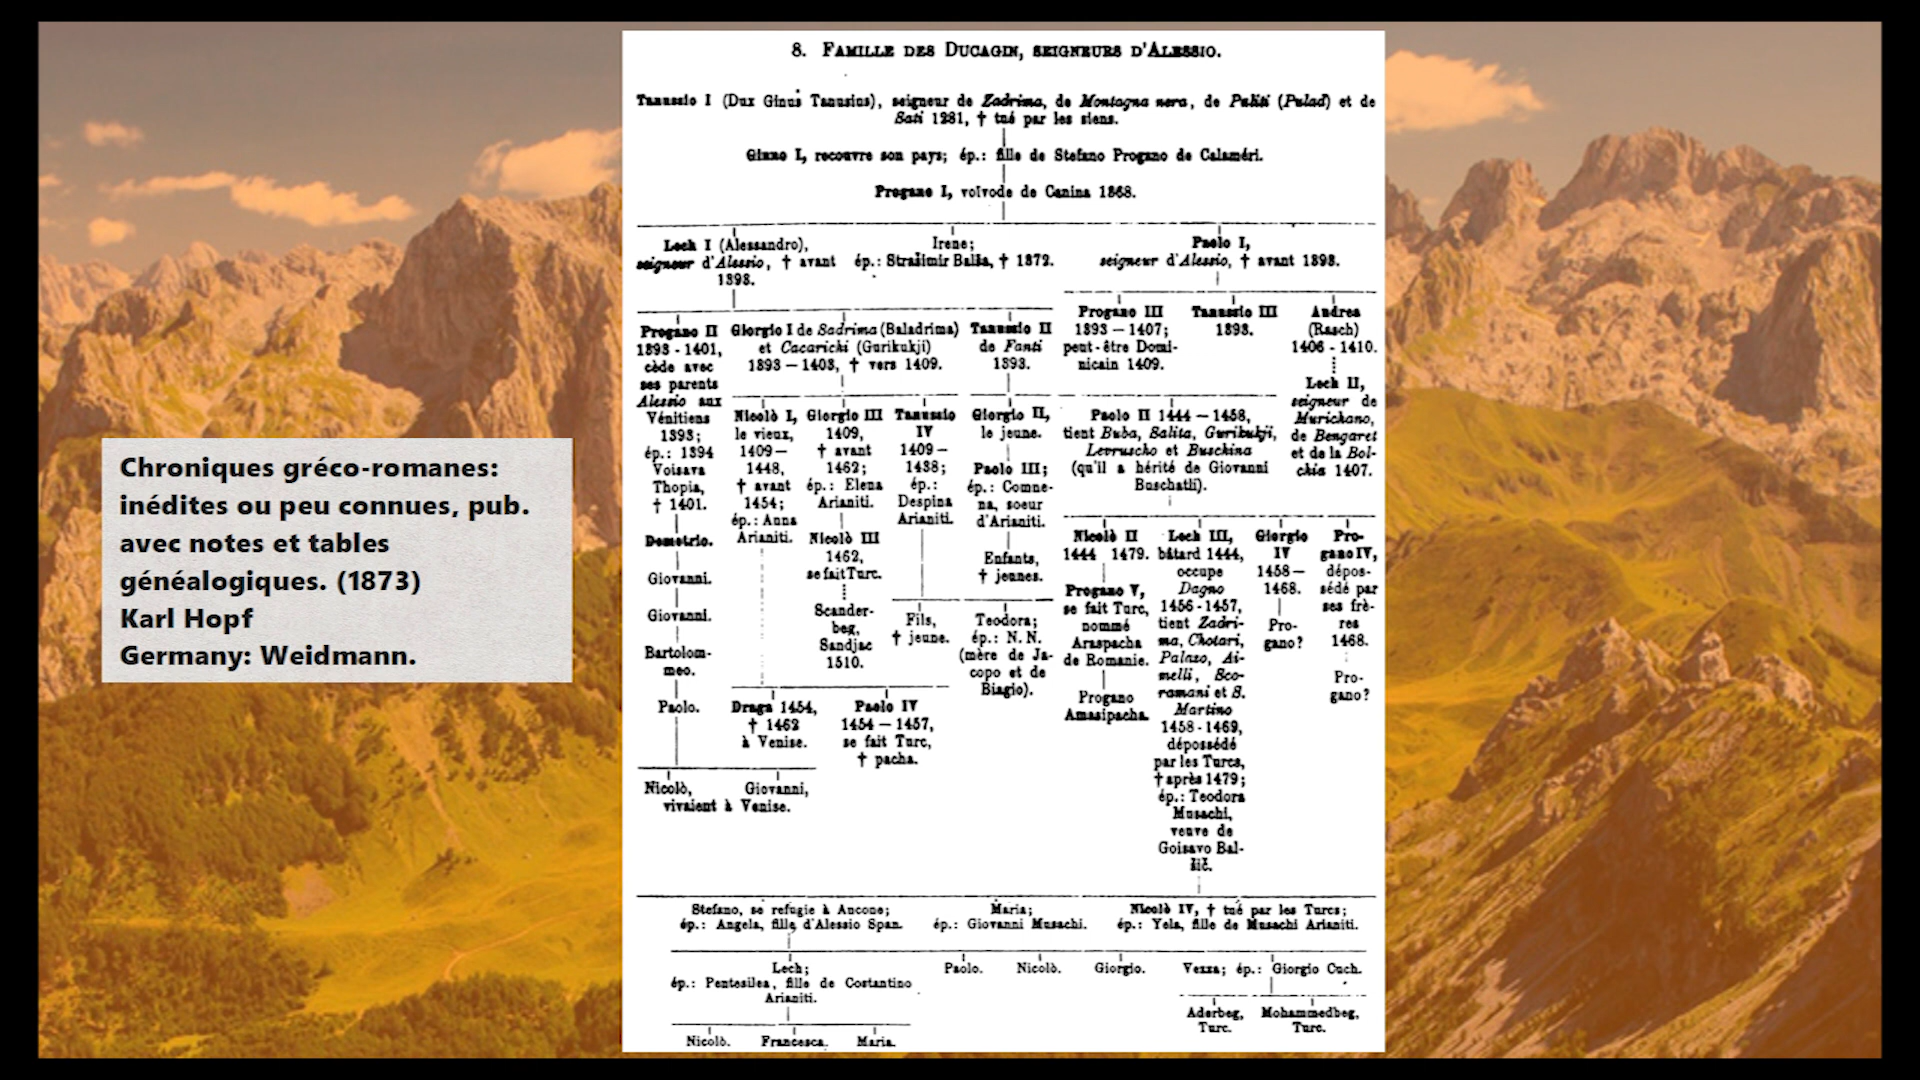 8. FAMILLE DES DUCAGIN, SEIGNEURS D'ALESSIO.
Tanussio I (Dux Ginus Tanusius), seigneur de Zadrima, de Montagna nera, de Puliti (Pulad) et de
Sati 1281, † tué par les siens.
Ginno I, recouvre son pays; ép.: fille de Stefano Progano de Calaméri.
Progano I, voïvode de Canina 1368.
Lech I (Alessandro),
seigneur d'Alessio, † avant
1393.
Irene;
ép.: Strašimir Balša, † 1372.
Paolo I,
seigneur d'Alessio, † avant 1393.
Progano II
1393 - 1401,
cède avec
ses parents
Alessio aux
Vénitiens
1393;
ép.: 1394
Voisava
Thopia,
† 1401.
Giorgio I de Sadrima (Baladrima)
et Cacarichi (Gurikukji)
1393 — 1403, † vers 1409.
Tanussio II
de Fanti
1393.
Progano III
1393 — 1407;
peut-être Domi-
nicain 1409.
Tanussio III
1393.
Andrea
(Rasch)
1406 - 1410.
Lech II,
seigneur de
Murichano,
de Bengaret
et de la Bol-
chia 1407.
Nicolò I,
le vieux,
1409 —
1448,
† avant
1454;
ép.: Anna
Arianiti.
Giorgio III
1409,
† avant
1462;
ép.: Elena
Arianiti.
Tanussio
IV
1409 —
1438;
ép.:
Despina
Arianiti.
Giorgio II,
le jeune.
Paolo III;
ép.: Comne-
na, soeur
d'Arianiti.
Enfants,
† jeunes.
Paolo II 1444 — 1458,
tient Buba, Salita, Gurikukji,
Levruscho et Buschina
(qu'il a hérité de Giovanni
Buschatli).
Demetrio.
Giovanni.
Giovanni.
Bartolom-
meo.
Paolo.
Nicolò III
1462,
se fait Turc.
Scander-
beg,
Sandjac
1510.
Fils,
† jeune.
Teodora;
ép.: N. N.
(mère de Ja-
copo et de
Biagio).
Nicolò II
1444 1479.
Progano V,
se fait Turc,
nommé
Araspacha
de Romanie.
Progano
Amasipacha.
Lech III,
bâtard 1444,
occupe
Dagno
1456 - 1457,
tient Zadri-
ma, Chotari,
Palazo, Ai-
melli, Sco-
ramani et S.
Martino
1458 - 1469,
dépossédé
par les Turcs,
† après 1479;
ép.: Teodora
Musachi,
veuve de
Goisavo Bal-
šić.
Giorgio
IV
1458 —
1468.
Pro-
gano?
Pro-
gano IV,
dépos-
sédé par
ses frè-
res
1468.
Pro-
gano?
Draga 1454,
† 1462
à Venise.
Paolo IV
1454 — 1457,
se fait Turc,
† pacha.
Nicolò, Giovanni,
vivaient à Venise.
Stefano, se réfugie à Ancone;
ép.: Angela, fille d'Alessio Span.
Maria;
ép.: Giovanni Musachi.
Nicolò IV, † tué par les Turcs;
ép.: Yela, fille de Musachi Arianiti.
Lech;
ép.: Pentesilea, fille de Costantino
Arianiti.
Paolo. Nicolò. Giorgio. Vezza; ép.: Giorgio Cuch.
Aderbeg,
Turc.
Mohammedbeg,
Turc.
Nicolò. Francesca. Maria.
Chroniques gréco-romanes:
inédites ou peu connues, pub.
avec notes et tables
généalogiques. (1873)
Karl Hopf
Germany: Weidmann.